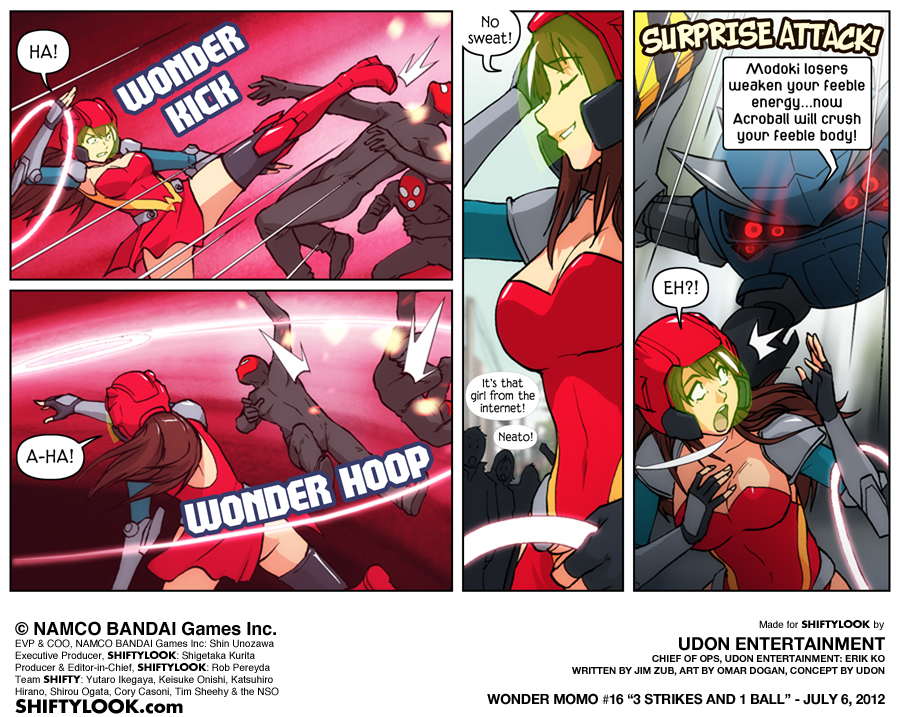 HA!
WONDER
KICK
A-HA!
WONDER HOOP
No
sweat!
It's that
girl from the
internet!
Neato!
SURPRISE ATTACK!
Modoki losers
weaken your feeble
energy...now
Acroball will crush
your feeble body!
EH?!
© NAMCO BANDAI Games Inc.
EVP & COO, NAMCO BANDAI Games Inc: Shin Unozawa
Executive Producer, SHIFTYLOOK: Shigetaka Kurita
Producer & Editor-in-Chief, SHIFTYLOOK: Rob Pereyda
Team SHIFTY: Yutaro Ikegaya, Keisuke Onishi, Katsuhiro
Hirano, Shirou Ogata, Cory Casoni, Tim Sheehy & the NSO
SHIFTYLOOK.com
Made for SHIFTYLOOK by
UDON ENTERTAINMENT
CHIEF OF OPS, UDON ENTERTAINMENT: ERIK KO
WRITTEN BY JIM ZUB, ART BY OMAR DOGAN, CONCEPT BY UDON
WONDER MOMO #16 “3 STRIKES AND 1 BALL” - JULY 6, 2012